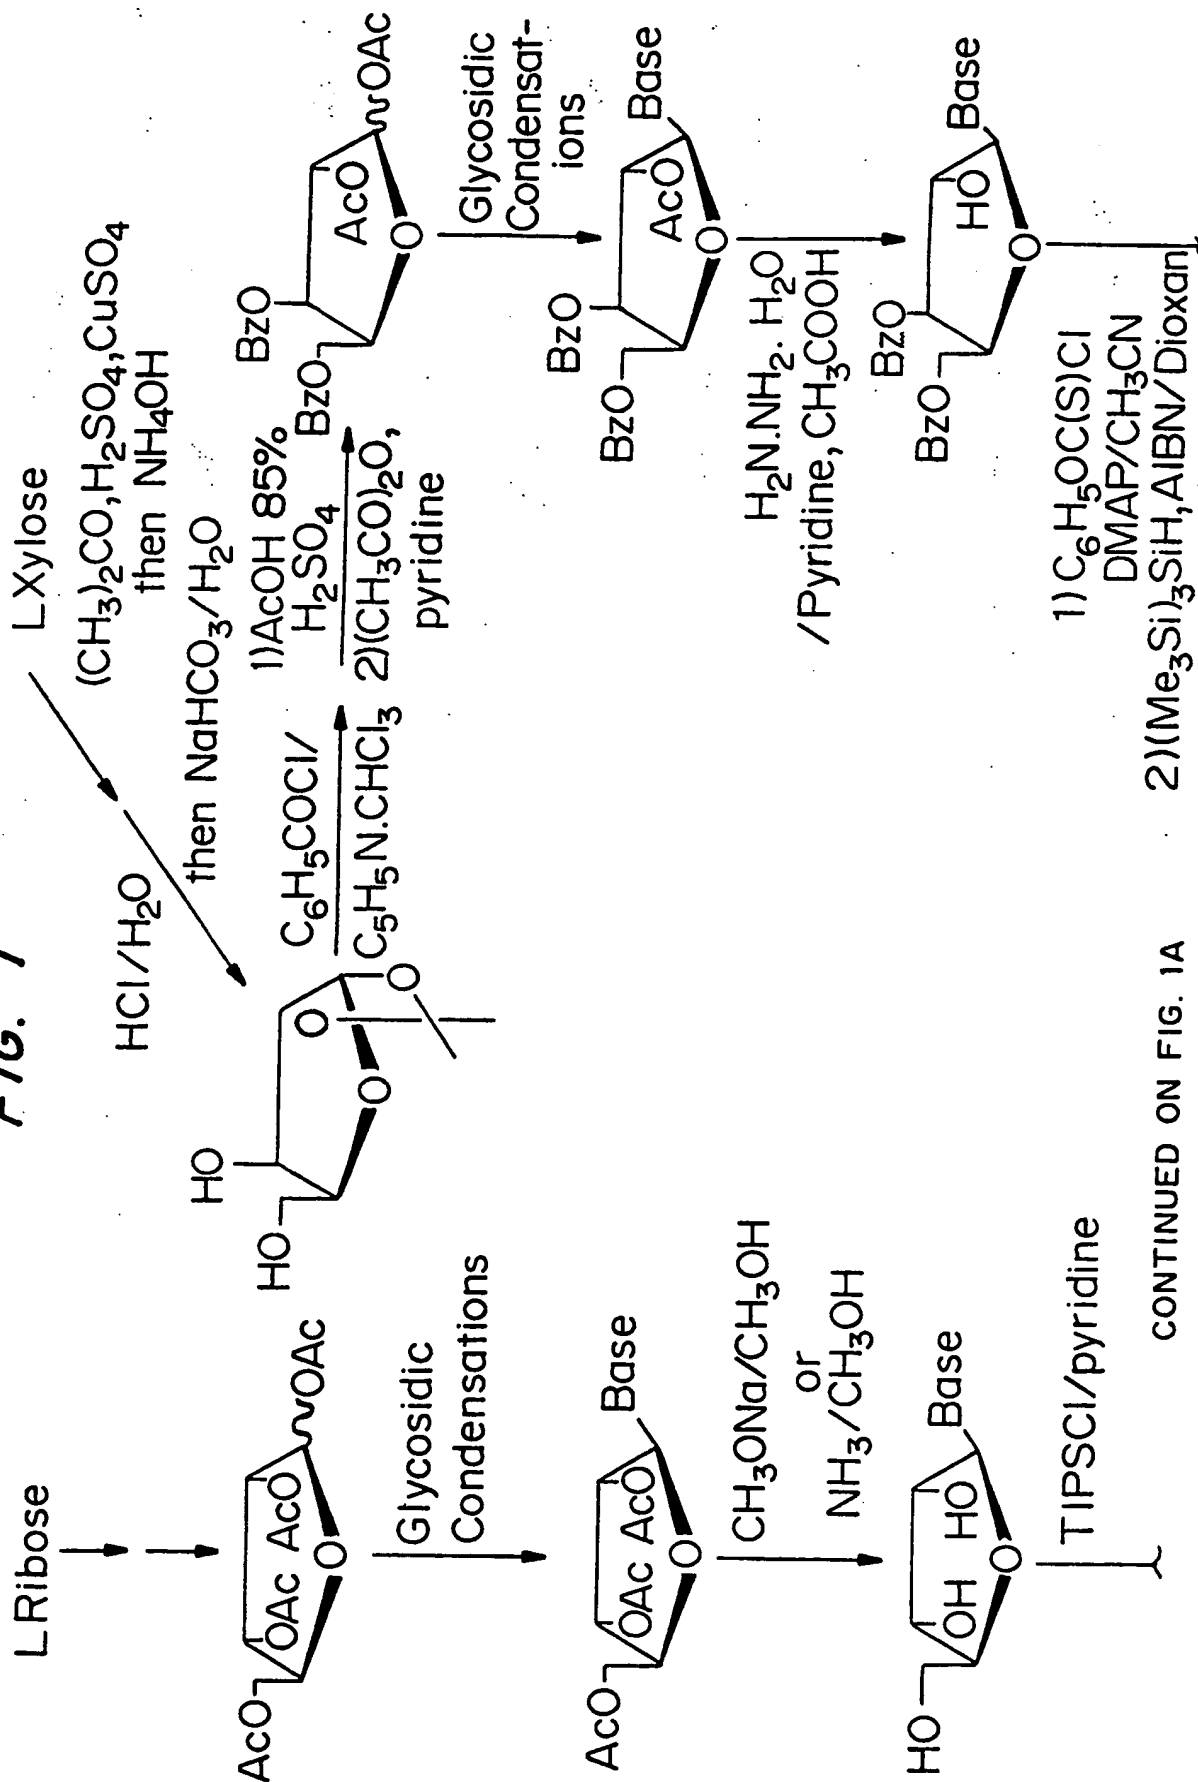 FIG. 1
LRibose
LXylose
(CH3)2CO,H2SO4,CuSO4
then NH4OH
HCl/H2O
then NaHCO3/H2O
AcO
OAc AcO
O
OAc
HO
HO
O
O
O
C6H5COCl/
C5H5N.CHCl3
1)AcOH 85%
H2SO4
2)(CH3CO)2O,
pyridine
BzO
BzO
AcO
O
OAc
Glycosidic
Condensations
Glycosidic
Condensat-
ions
AcO
OAc AcO
O
Base
BzO
BzO
AcO
O
Base
CH3ONa/CH3OH
or
NH3/CH3OH
H2N.NH2.H2O
/Pyridine,CH3COOH
HO
OH HO
O
Base
BzO
BzO
HO
O
Base
TIPSCl/pyridine
1)C6H5OC(S)Cl
DMAP/CH3CN
2)(Me3Si)3SiH,AIBN/Dioxan
CONTINUED ON FIG. 1A